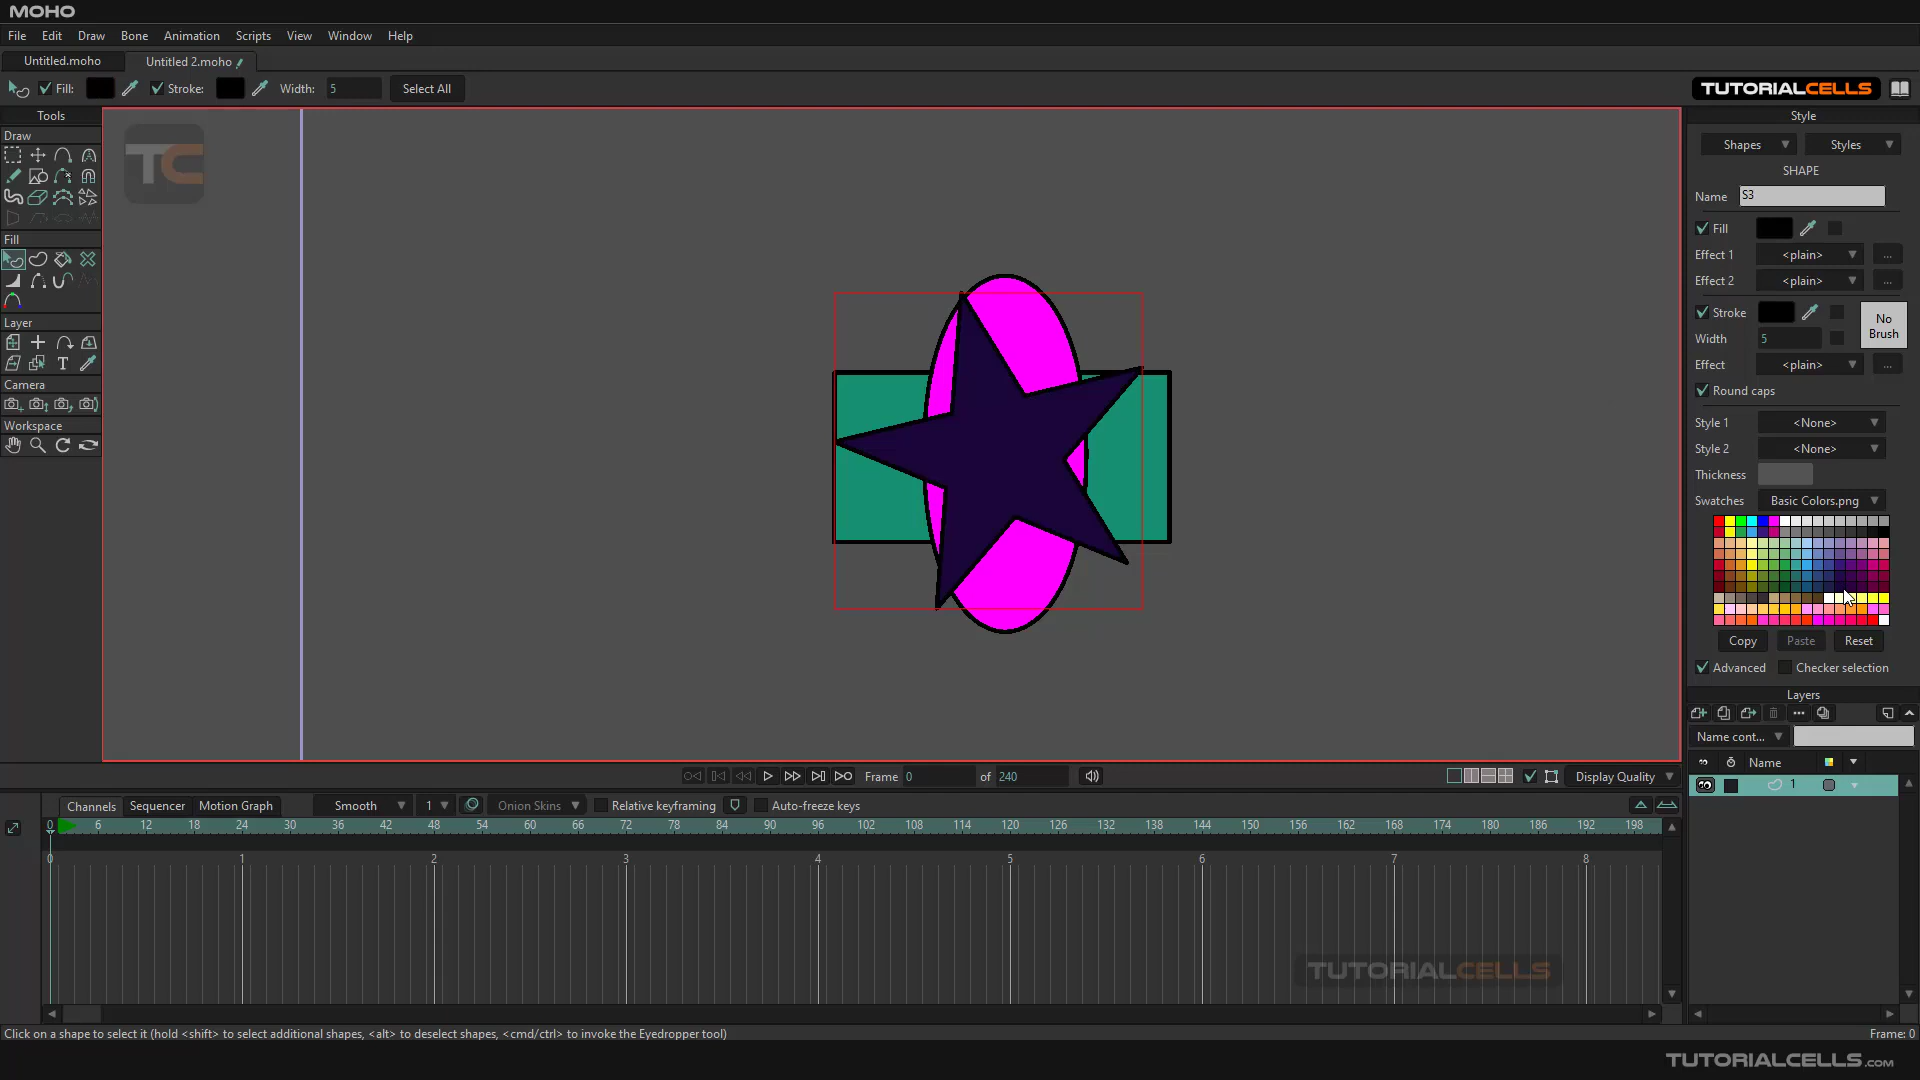 MOHO
File Edit Draw Bone Animation Scripts View Window Help
Untitled.moho Untitled 2.moho
Fill: Stroke: Width: 5 Select All TUTORIALCELLS
Tools Style
Draw
TC
Shapes Styles
SHAPE
Name S3
Fill
Fill
Effect 1 <plain> ...
Effect 2 <plain> ...
Stroke No Brush
Width 5
Effect <plain> ...
Round caps
Layer
Camera
Workspace
Style 1 <None>
Style 2 <None>
Thickness
Swatches Basic Colors.png
Copy Paste Reset
Advanced Checker selection
Layers
Name cont...
Name
1
Frame 0 of 240 Display Quality
Channels Sequencer Motion Graph Smooth 1 Onion Skins Relative keyframing Auto-freeze keys
0 6 12 18 24 30 36 42 48 54 60 66 72 78 84 90 96 102 108 114 120 126 132 138 144 150 156 162 168 174 180 186 192 198
0 1 2 3 4 5 6 7 8
TUTORIALCELLS
Click on a shape to select it (hold <shift> to select additional shapes, <alt> to deselect shapes, <cmd/ctrl> to invoke the Eyedropper tool) Frame: 0
TUTORIALCELLS.COM